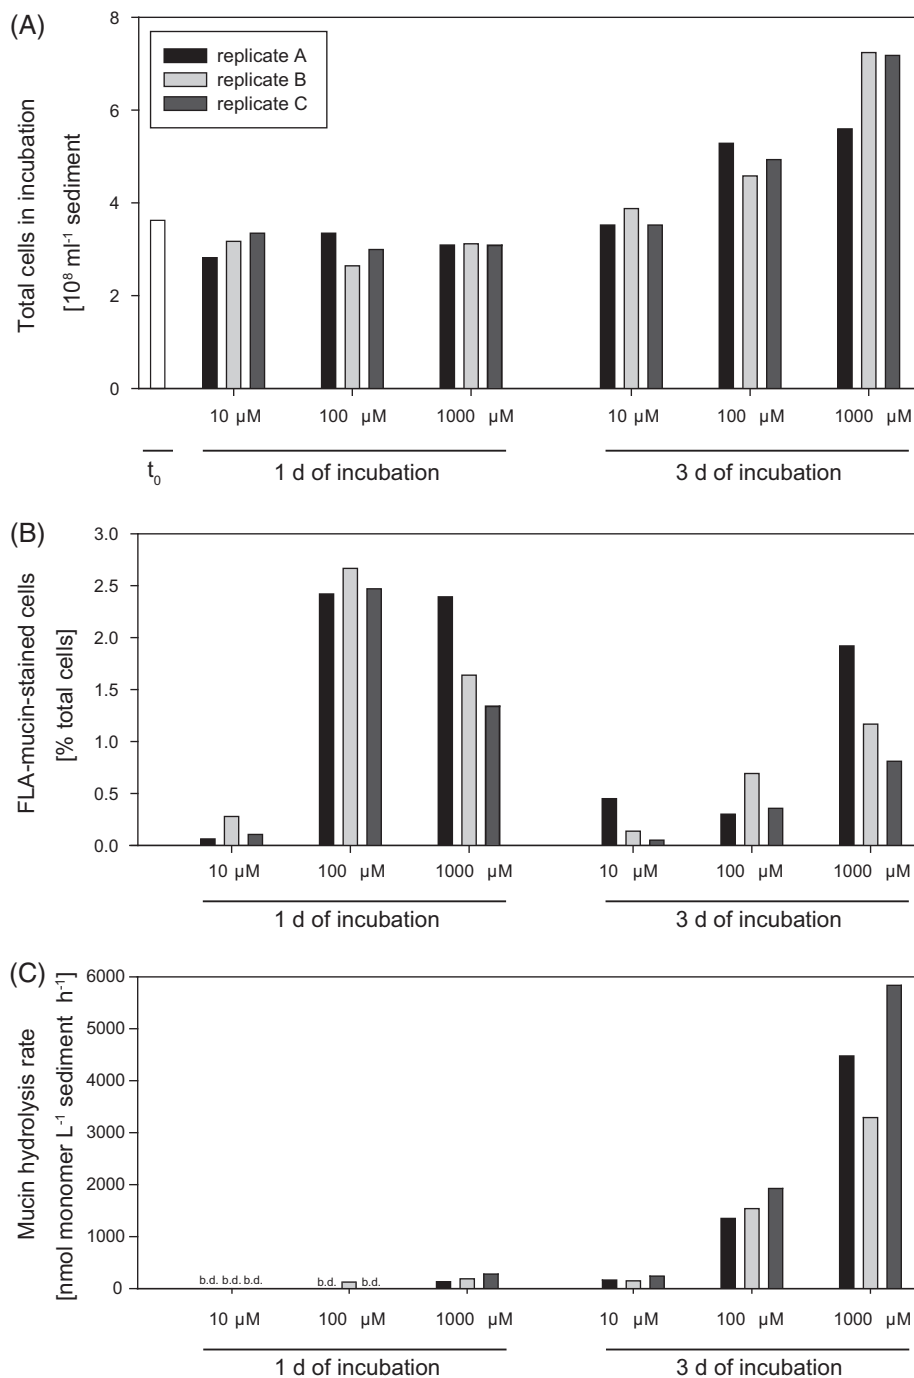 (A)
Total cells in incubation
[10⁸ ml⁻¹ sediment
8
6
4
2
0
replicate A
replicate B
replicate C
10 µM
100 µM
1000 µM
10 µM
100 µM
1000 µM
t₀
1 d of incubation
3 d of incubation
(B)
FLA-mucin-stained cells
[% total cells]
3.0
2.5
2.0
1.5
1.0
0.5
0.0
10 µM
100 µM
1000 µM
10 µM
100 µM
1000 µM
1 d of incubation
3 d of incubation
(C)
Mucin hydrolysis rate
[nmol monomer L⁻¹ sediment h⁻¹]
6000
5000
4000
3000
2000
1000
0
b.d. b.d. b.d.
b.d. b.d.
10 µM
100 µM
1000 µM
10 µM
100 µM
1000 µM
1 d of incubation
3 d of incubation